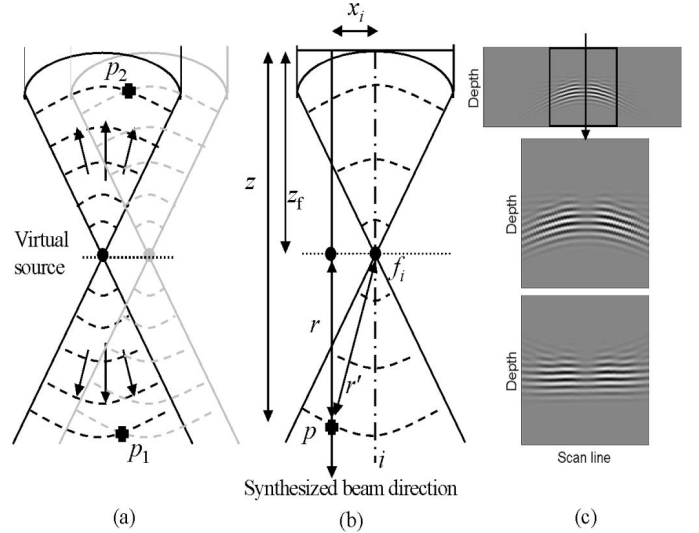 p2
Virtual
source
p1
(a)
xi
z
zf
fi
r
r'
p
i
Synthesized beam direction
(b)
Depth
Depth
Depth
Scan line
(c)